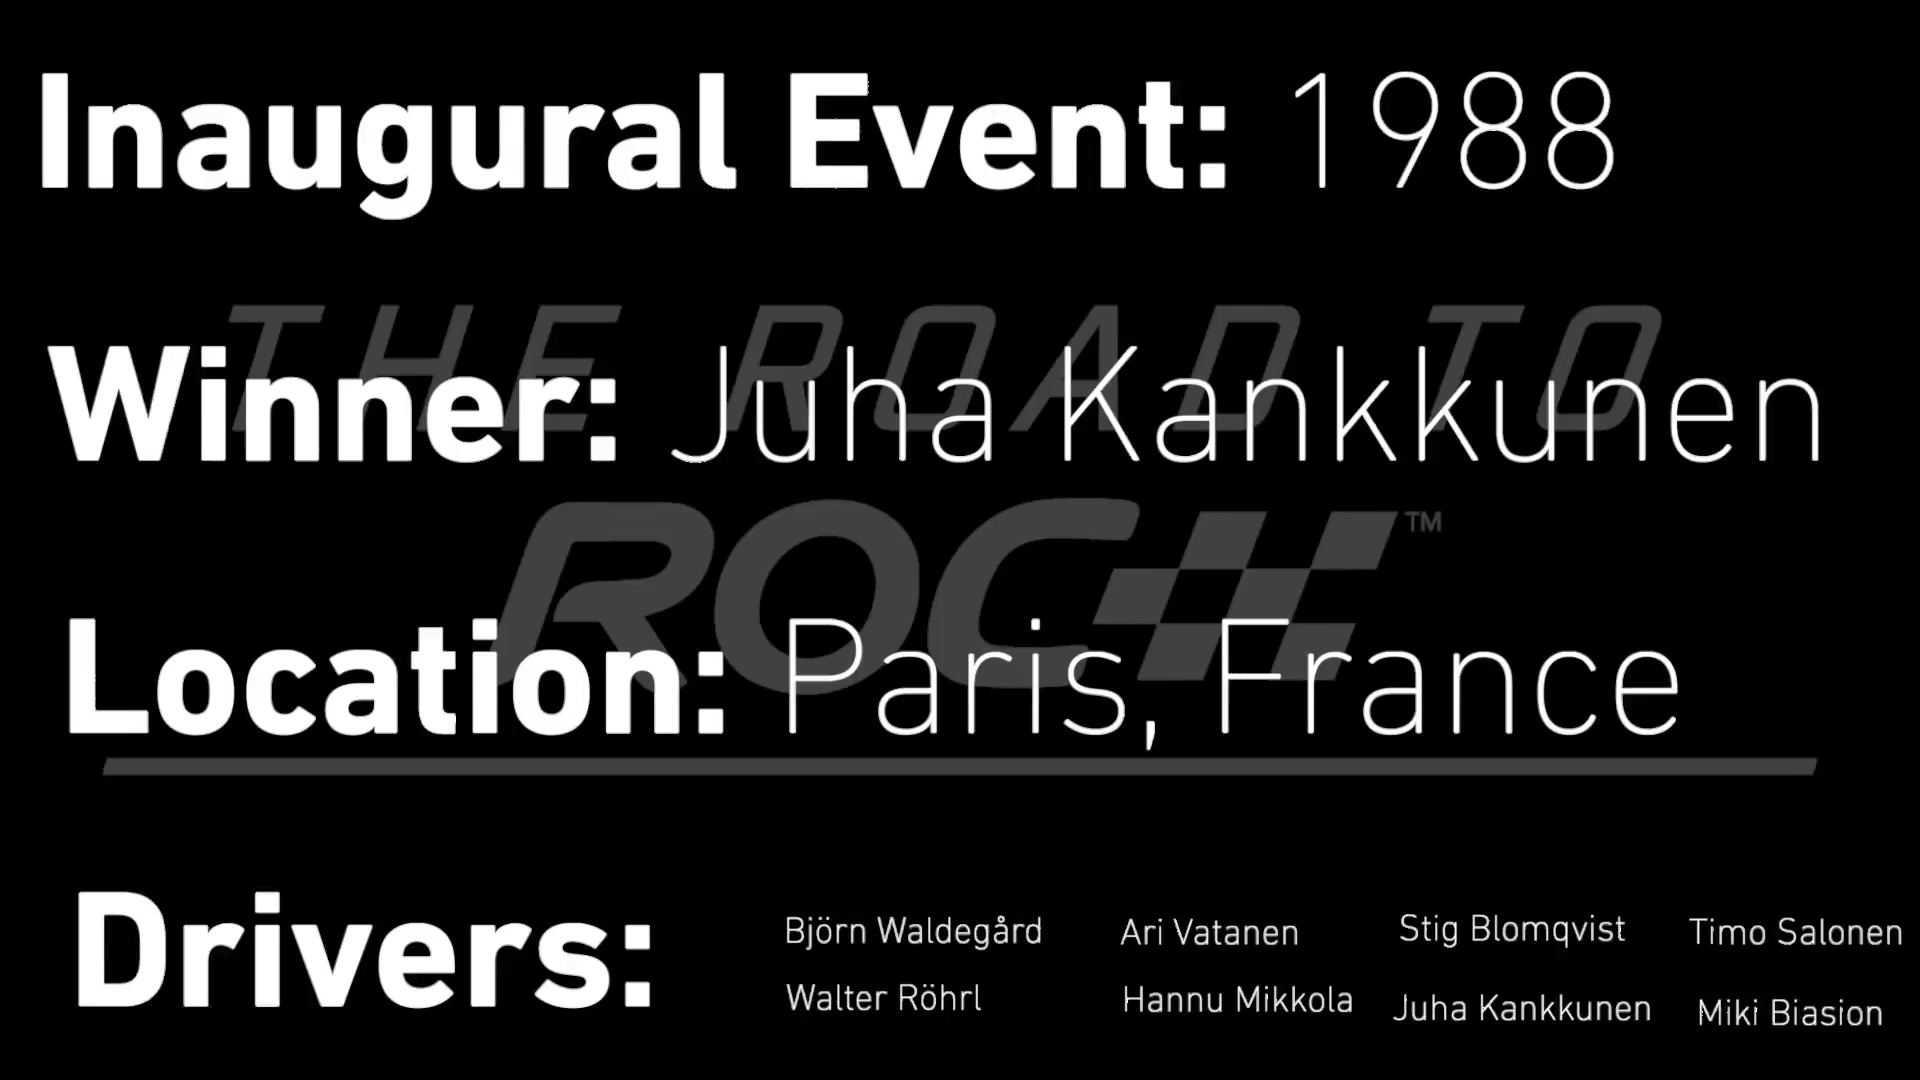 Inaugural Event: 1988
THE ROAD TO
Winner: Juha Kankkunen
ROC™
Location: Paris, France
Drivers:
Björn Waldegård Ari Vatanen Stig Blomqvist Timo Salonen
Walter Röhrl Hannu Mikkola Juha Kankkunen Miki Biasion